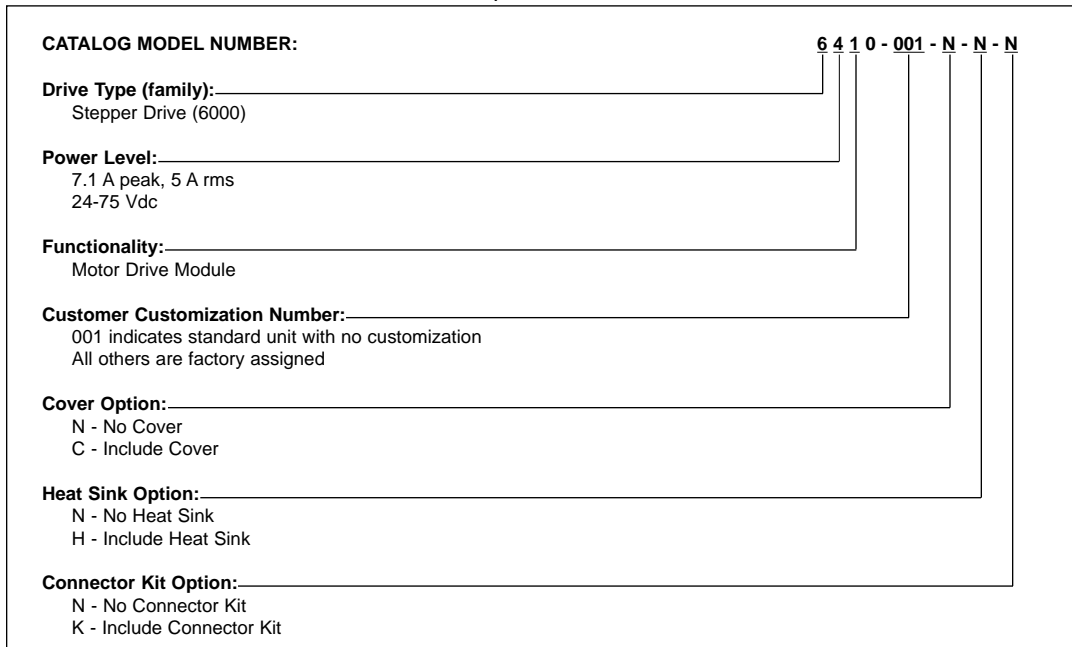 CATALOG MODEL NUMBER: 6 4 1 0 - 001 - N - N - N
Drive Type (family):
Stepper Drive (6000)
Power Level:
7.1 A peak, 5 A rms
24-75 Vdc
Functionality:
Motor Drive Module
Customer Customization Number:
001 indicates standard unit with no customization
All others are factory assigned
Cover Option:
N - No Cover
C - Include Cover
Heat Sink Option:
N - No Heat Sink
H - Include Heat Sink
Connector Kit Option:
N - No Connector Kit
K - Include Connector Kit